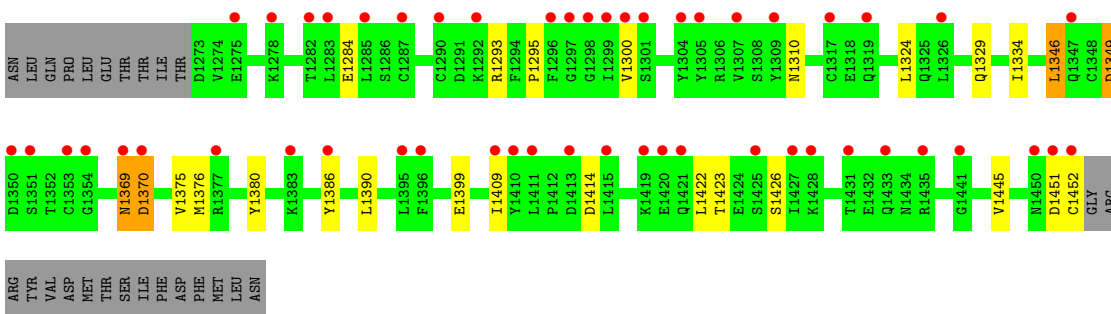 ASN LEU GLN PRO LEU GLU THR THR ILE THR D1273 V1274 E1275 K1278 T1282 L1283 E1284 L1285 S1286 C1287 C1290 D1291 K1292 R1293 F1294 P1295 F1296 G1297 G1298 I1299 V1300 S1301 Y1304 Y1305 R1306 V1307 S1308 Y1309 N1310 C1317 E1318 Q1319 L1324 Q1325 L1326 Q1329 I1334 L1346 Q1347 C1348 D1349
D1350 S1351 T1352 C1353 G1354 N1369 D1370 V1375 M1376 R1377 Y1380 K1383 Y1386 L1390 L1395 F1396 E1399 I1409 Y1410 L1411 P1412 D1413 D1414 L1415 K1419 E1420 Q1421 L1422 T1423 E1424 S1425 S1426 I1427 K1428 T1431 E1432 Q1433 N1434 R1435 G1441 V1445 N1450 D1451 C1452 GLY ARG
ARG TYR VAL ASP MET THR SER ILE PHE ASP PHE MET LEU ASN